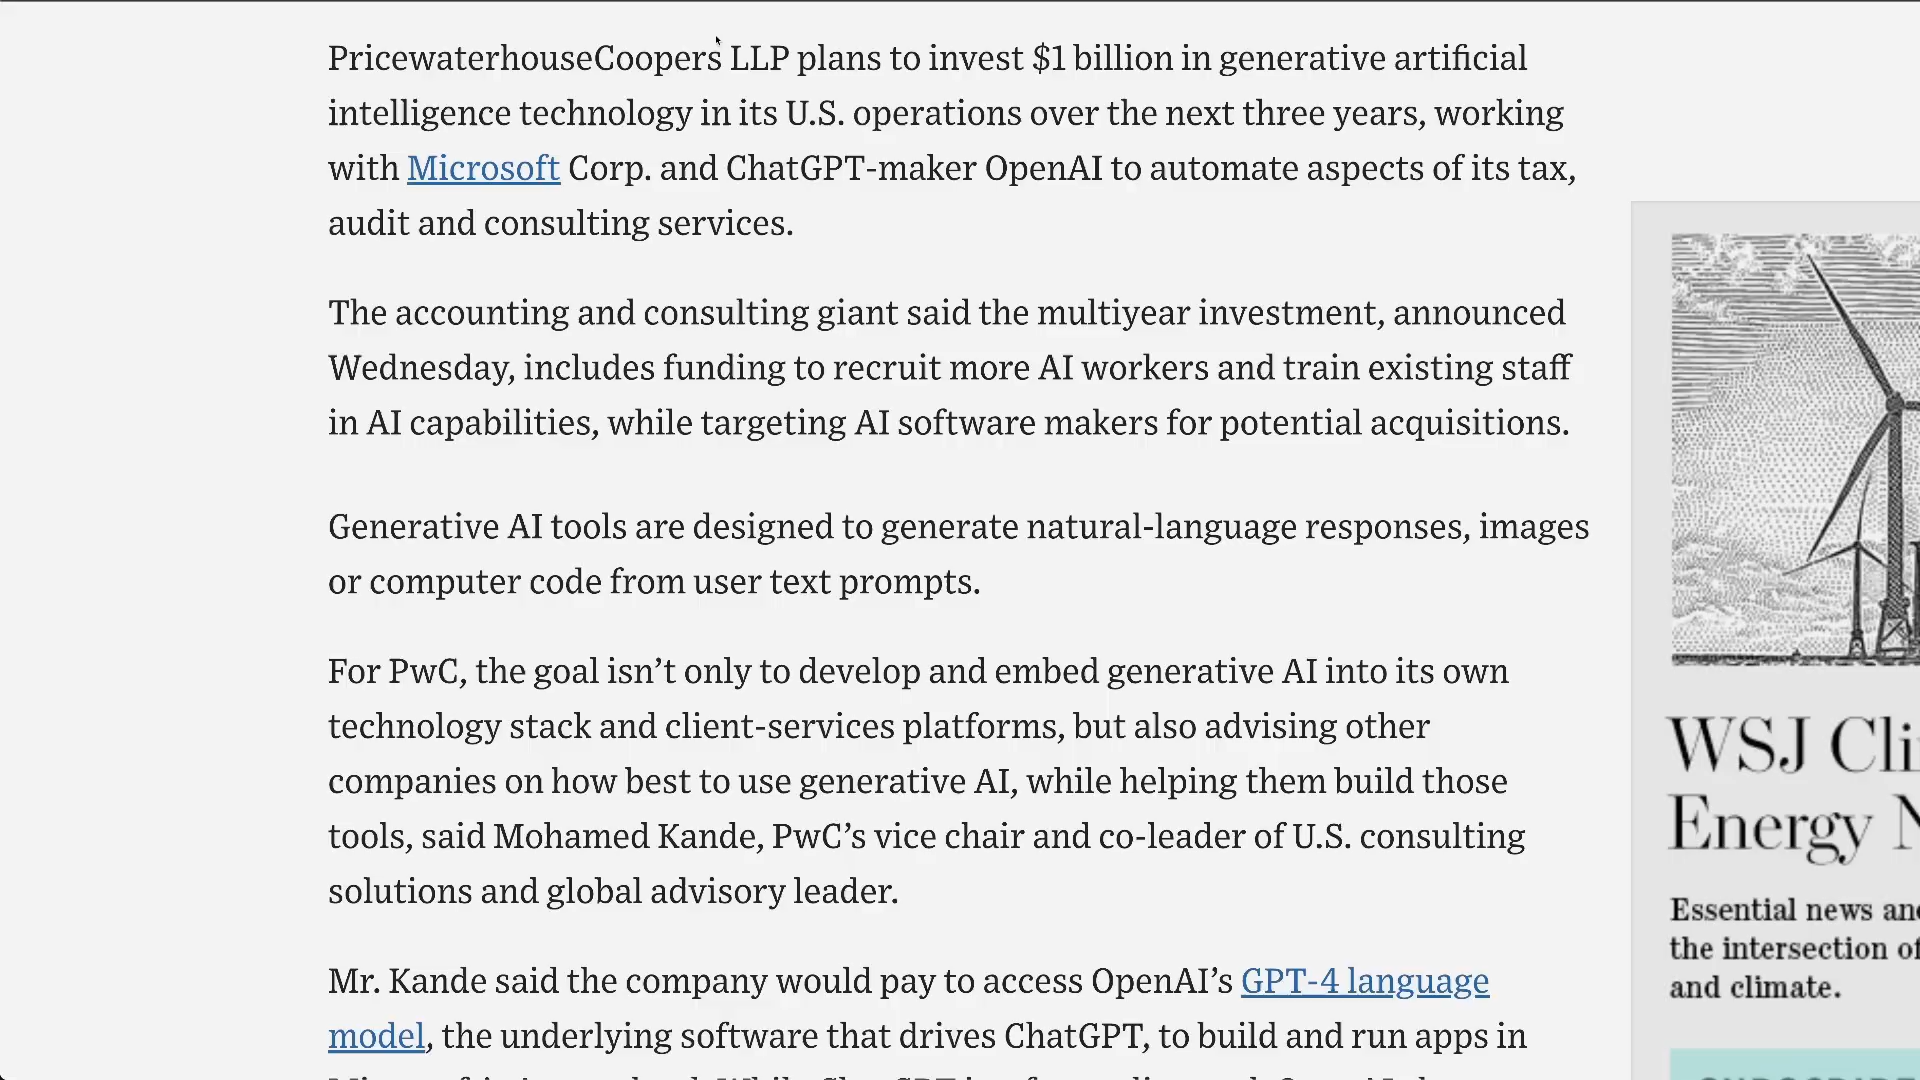 PricewaterhouseCoopers LLP plans to invest $1 billion in generative artificial
intelligence technology in its U.S. operations over the next three years, working
with Microsoft Corp. and ChatGPT-maker OpenAI to automate aspects of its tax,
audit and consulting services.
The accounting and consulting giant said the multiyear investment, announced
Wednesday, includes funding to recruit more AI workers and train existing staff
in AI capabilities, while targeting AI software makers for potential acquisitions.
Generative AI tools are designed to generate natural-language responses, images
or computer code from user text prompts.
For PwC, the goal isn’t only to develop and embed generative AI into its own
technology stack and client-services platforms, but also advising other
companies on how best to use generative AI, while helping them build those
tools, said Mohamed Kande, PwC’s vice chair and co-leader of U.S. consulting
solutions and global advisory leader.
Mr. Kande said the company would pay to access OpenAI’s GPT-4 language
model, the underlying software that drives ChatGPT, to build and run apps in
WSJ Cli
Energy N
Essential news and
the intersection of
and climate.